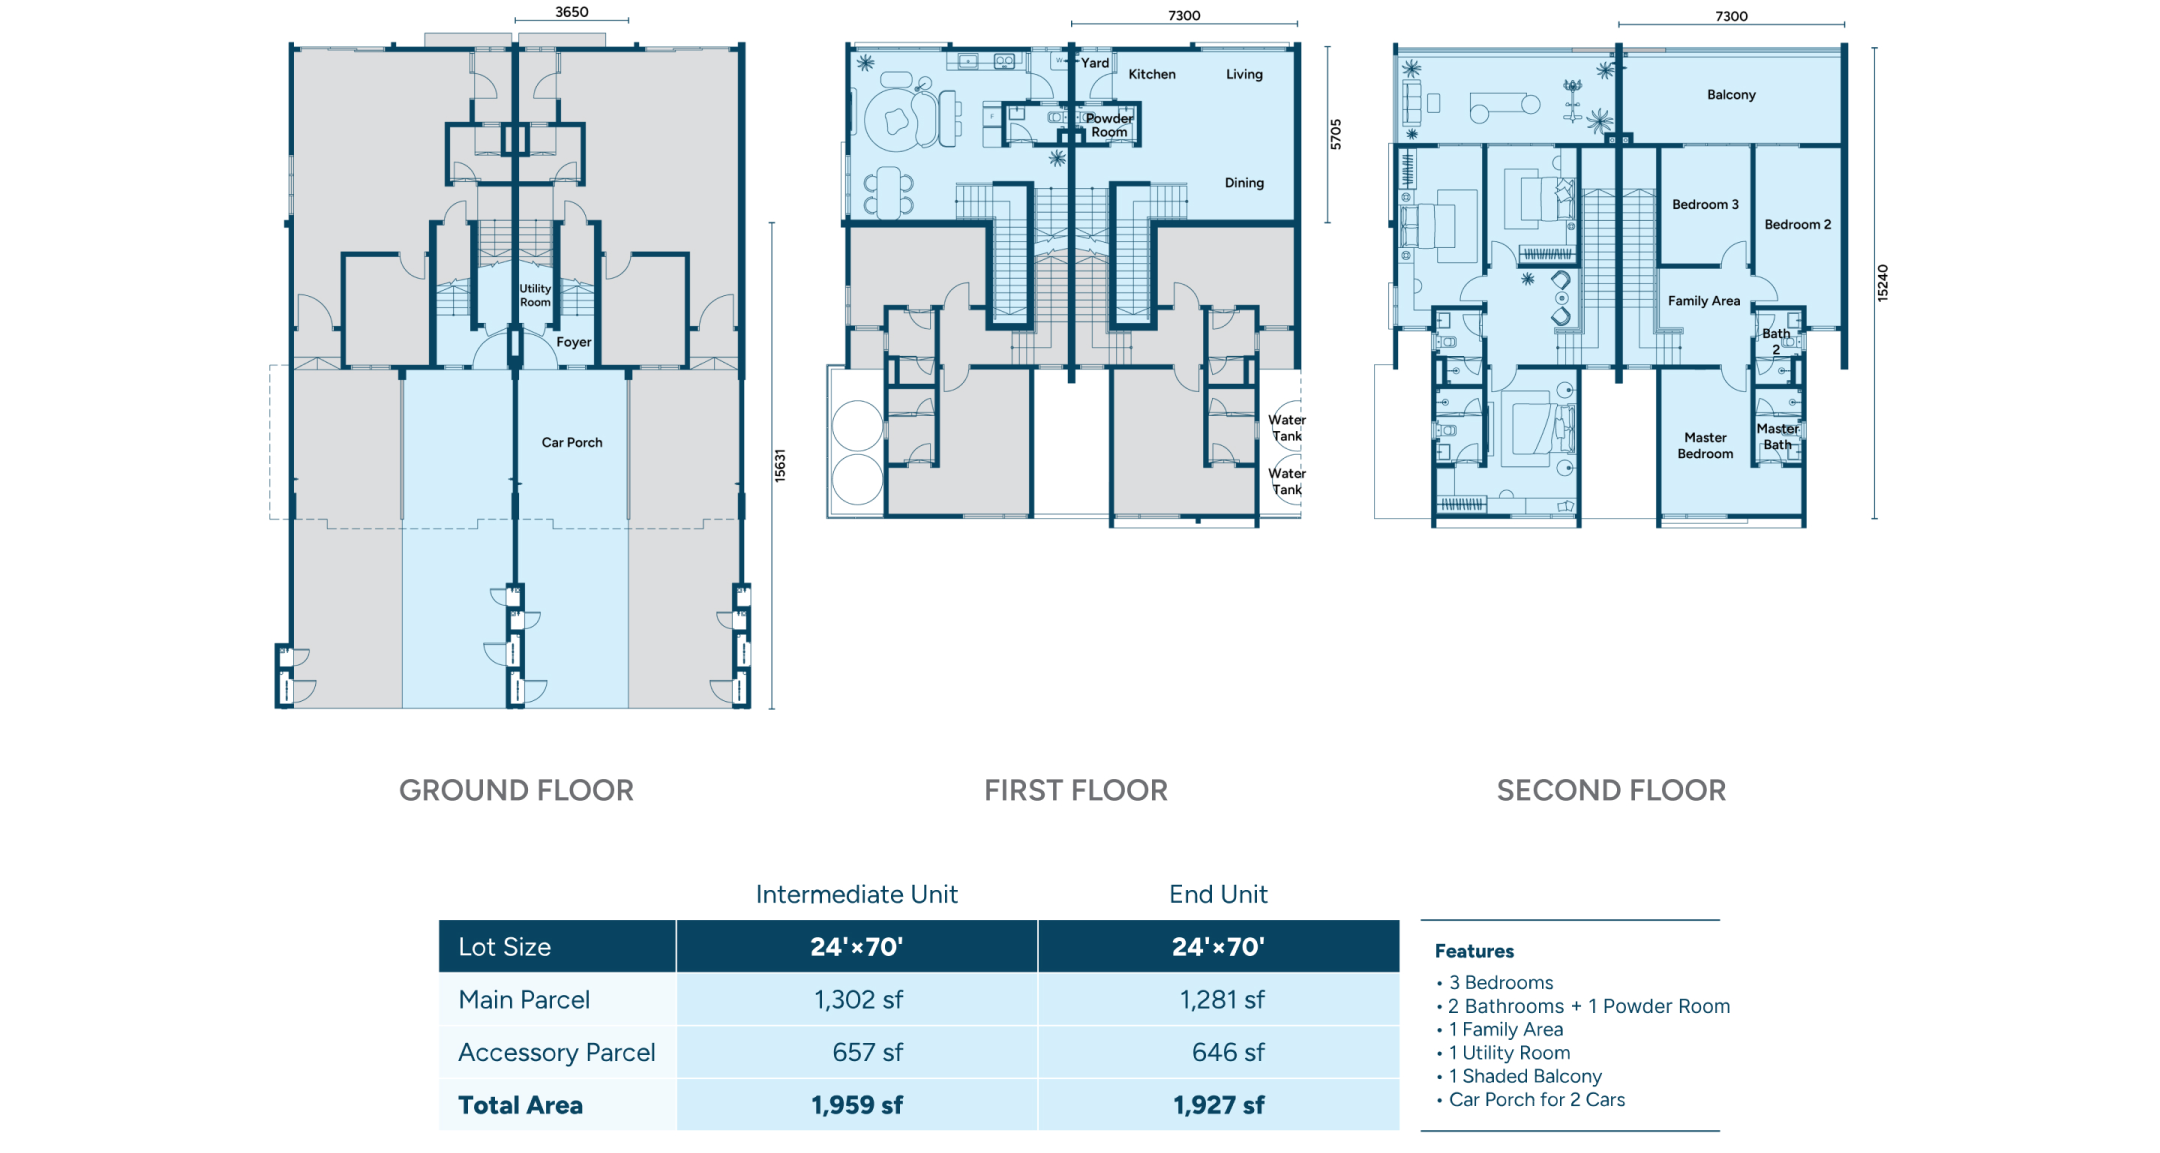 3650
7300
7300
Yard
Kitchen
Living
Powder
Room
Dining
5705
Balcony
Bedroom 3
Bedroom 2
Family Area
Bath
2
Master
Bedroom
Master
Bath
15240
Utility
Room
Foyer
Car Porch
15631
Water
Tank
Water
Tank
F
W
GROUND FLOOR
FIRST FLOOR
SECOND FLOOR
Intermediate Unit
End Unit
Lot Size 24'×70' 24'×70'
Main Parcel 1,302 sf 1,281 sf
Accessory Parcel 657 sf 646 sf
Total Area 1,959 sf 1,927 sf
Features
• 3 Bedrooms
• 2 Bathrooms + 1 Powder Room
• 1 Family Area
• 1 Utility Room
• 1 Shaded Balcony
• Car Porch for 2 Cars